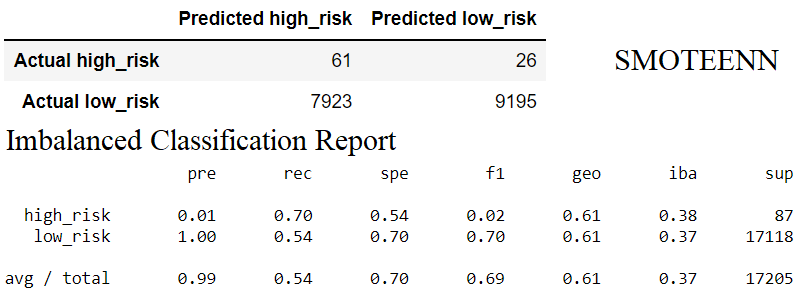 Predicted high_risk Predicted low_risk
Actual high_risk 61 26 SMOTEENN
Actual low_risk 7923 9195
Imbalanced Classification Report
pre rec spe f1 geo iba sup
high_risk 0.01 0.70 0.54 0.02 0.61 0.38 87
low_risk 1.00 0.54 0.70 0.70 0.61 0.37 17118
avg / total 0.99 0.54 0.70 0.69 0.61 0.37 17205